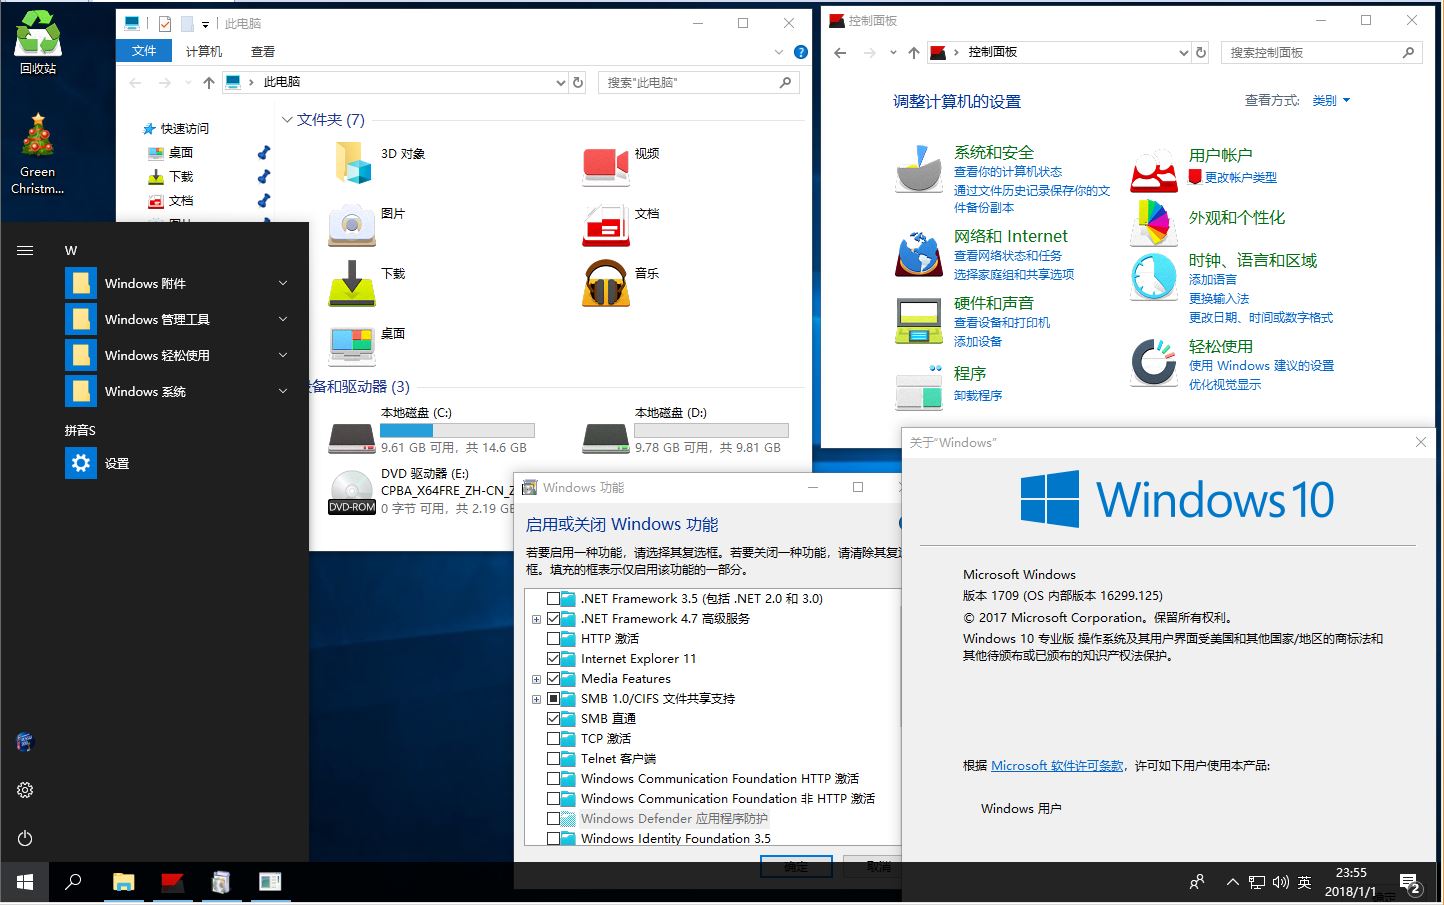 回收站
Green
Christm...
此电脑
文件
计算机
查看
此电脑
搜索"此电脑"
快速访问
桌面
下载
文档
文件夹 (7)
3D 对象
视频
图片
文档
下载
音乐
桌面
设备和驱动器 (3)
本地磁盘 (C:)
9.61 GB 可用，共 14.6 GB
本地磁盘 (D:)
9.78 GB 可用，共 9.81 GB
DVD 驱动器 (E:)
CPBA_X64FRE_ZH-CN_
DVD-ROM
0 字节 可用，共 2.19 GB
W
Windows 附件
Windows 管理工具
Windows 轻松使用
Windows 系统
拼音S
设置
控制面板
控制面板
搜索控制面板
调整计算机的设置
查看方式:
类别
系统和安全
查看你的计算机状态
通过文件历史记录保存你的文
件备份副本
网络和 Internet
查看网络状态和任务
选择家庭组和共享选项
硬件和声音
查看设备和打印机
添加设备
程序
卸载程序
用户帐户
更改帐户类型
外观和个性化
时钟、语言和区域
添加语言
更换输入法
更改日期、时间或数字格式
轻松使用
使用 Windows 建议的设置
优化视觉显示
Windows 功能
启用或关闭 Windows 功能
若要启用一种功能，请选择其复选框。若要关闭一种功能，请清除其复
框。填充的框表示仅启用该功能的一部分。
.NET Framework 3.5 (包括 .NET 2.0 和 3.0)
.NET Framework 4.7 高级服务
HTTP 激活
Internet Explorer 11
Media Features
SMB 1.0/CIFS 文件共享支持
SMB 直通
TCP 激活
Telnet 客户端
Windows Communication Foundation HTTP 激活
Windows Communication Foundation 非 HTTP 激活
Windows Defender 应用程序防护
Windows Identity Foundation 3.5
确定
取消
关于"Windows"
Windows 10
Microsoft Windows
版本 1709 (OS 内部版本 16299.125)
© 2017 Microsoft Corporation。保留所有权利。
Windows 10 专业版 操作系统及其用户界面受美国和其他国家/地区的商标法和
其他待颁布或已颁布的知识产权法保护。
根据 Microsoft 软件许可条款，许可如下用户使用本产品:
Windows 用户
确定
英
23:55
2018/1/1
2